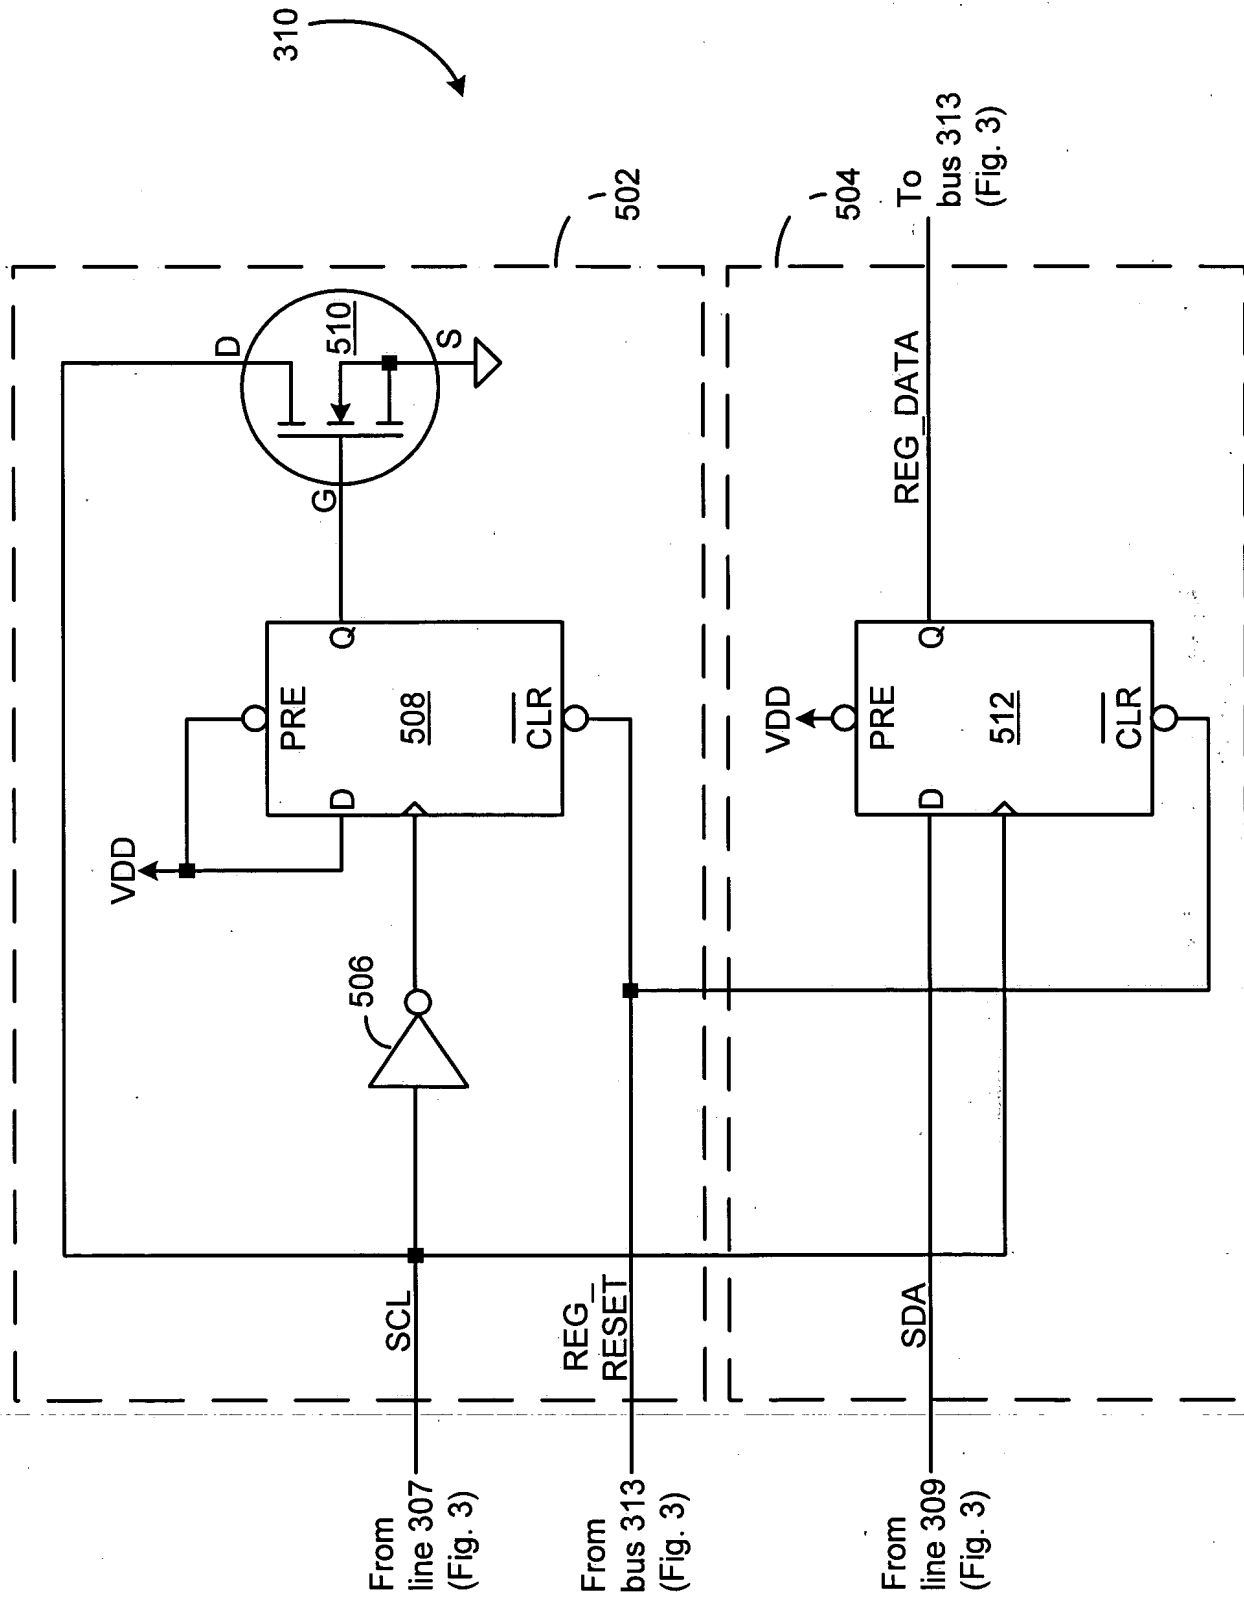 310
502
D
510
S
G
VDD
PRE
Q
D
508
CLR
506
SCL
From
line 307
(Fig. 3)
REG_
RESET
From
bus 313
(Fig. 3)
504
To
bus 313
(Fig. 3)
REG_DATA
VDD
PRE
Q
D
512
CLR
SDA
From
line 309
(Fig. 3)